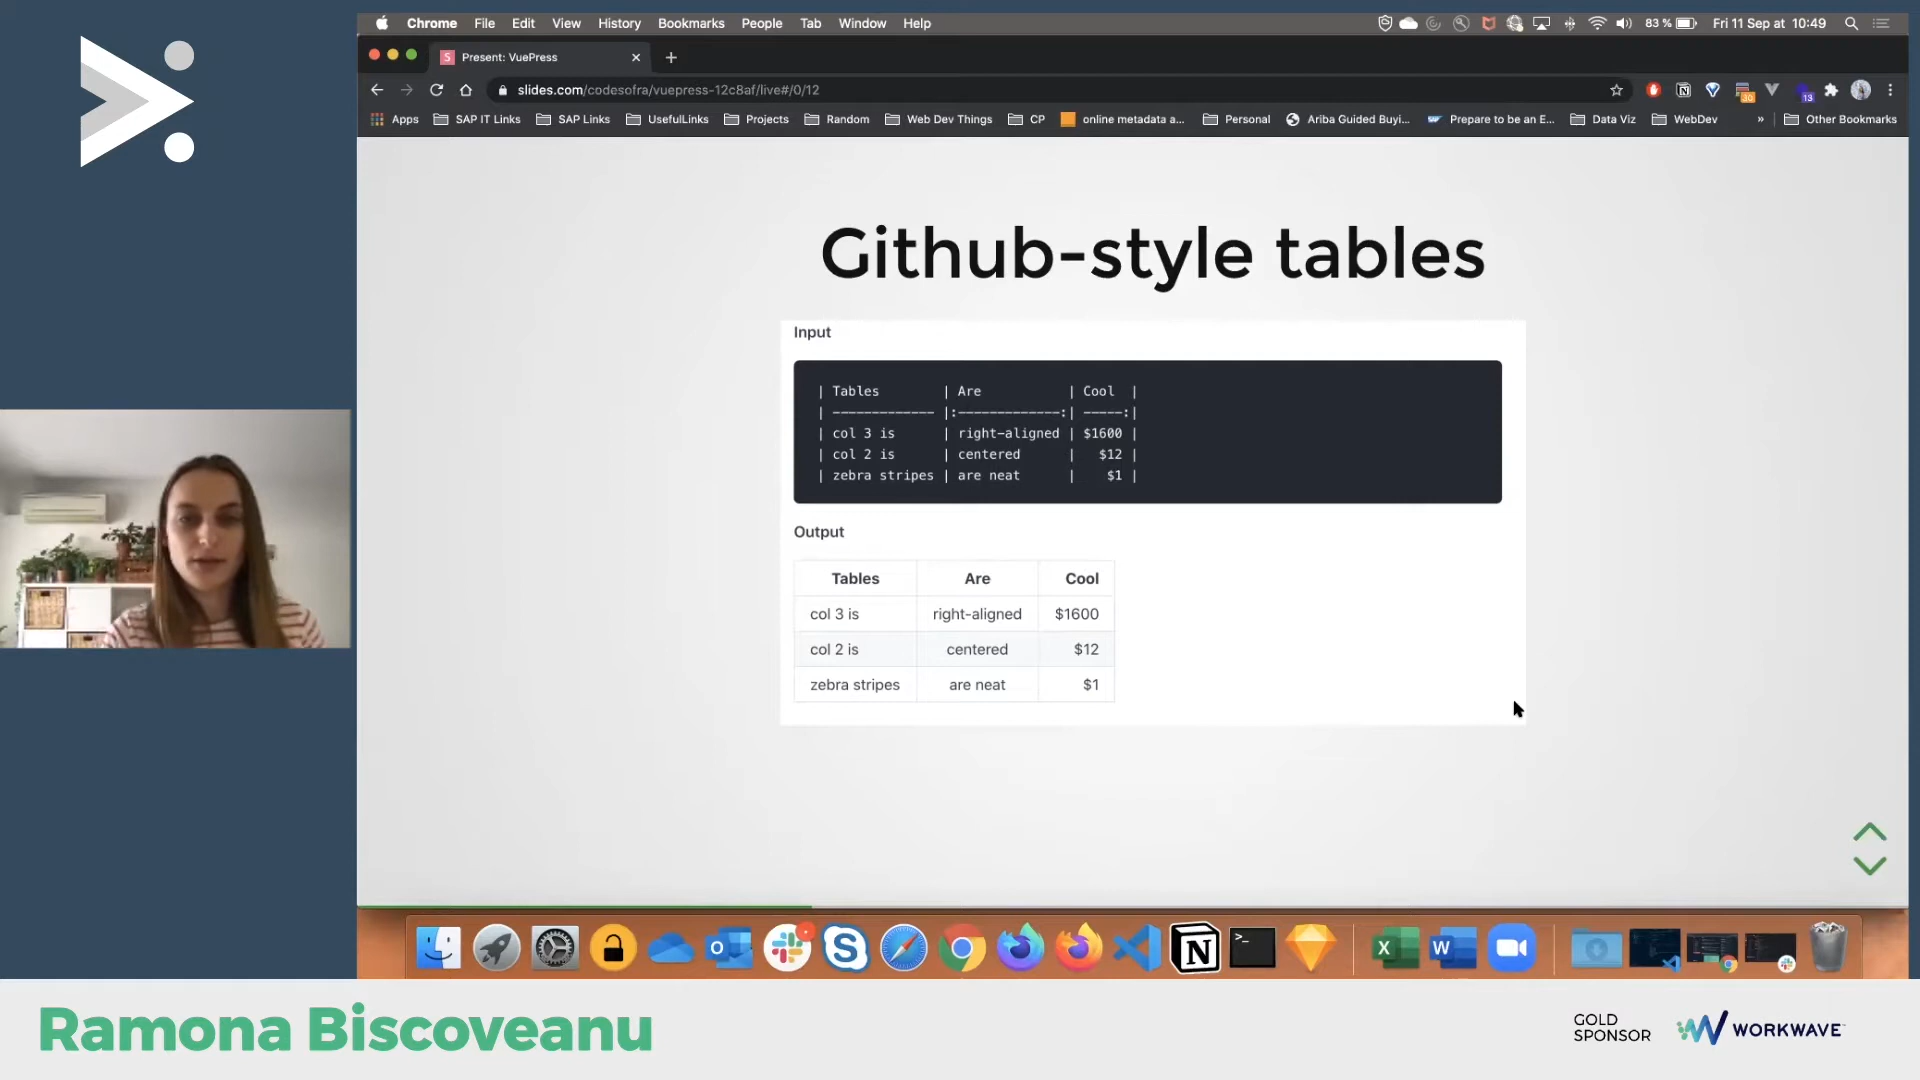 Chrome File Edit View History Bookmarks People Tab Window Help
83 % Fri 11 Sep at 10:49
Present: VuePress
slides.com/codesofra/vuepress-12c8af/live#/0/12
Apps SAP IT Links SAP Links UsefulLinks Projects Random Web Dev Things CP online metadata a... Personal Ariba Guided Buyi... Prepare to be an E... Data Viz WebDev » Other Bookmarks
Github-style tables
Input
| Tables | Are | Cool |
| ------------- |:-------------:| -----:|
| col 3 is | right-aligned | $1600 |
| col 2 is | centered | $12 |
| zebra stripes | are neat | $1 |
Output
Tables Are Cool
col 3 is right-aligned $1600
col 2 is centered $12
zebra stripes are neat $1
Ramona Biscoveanu
GOLD
SPONSOR
WORKWAVE